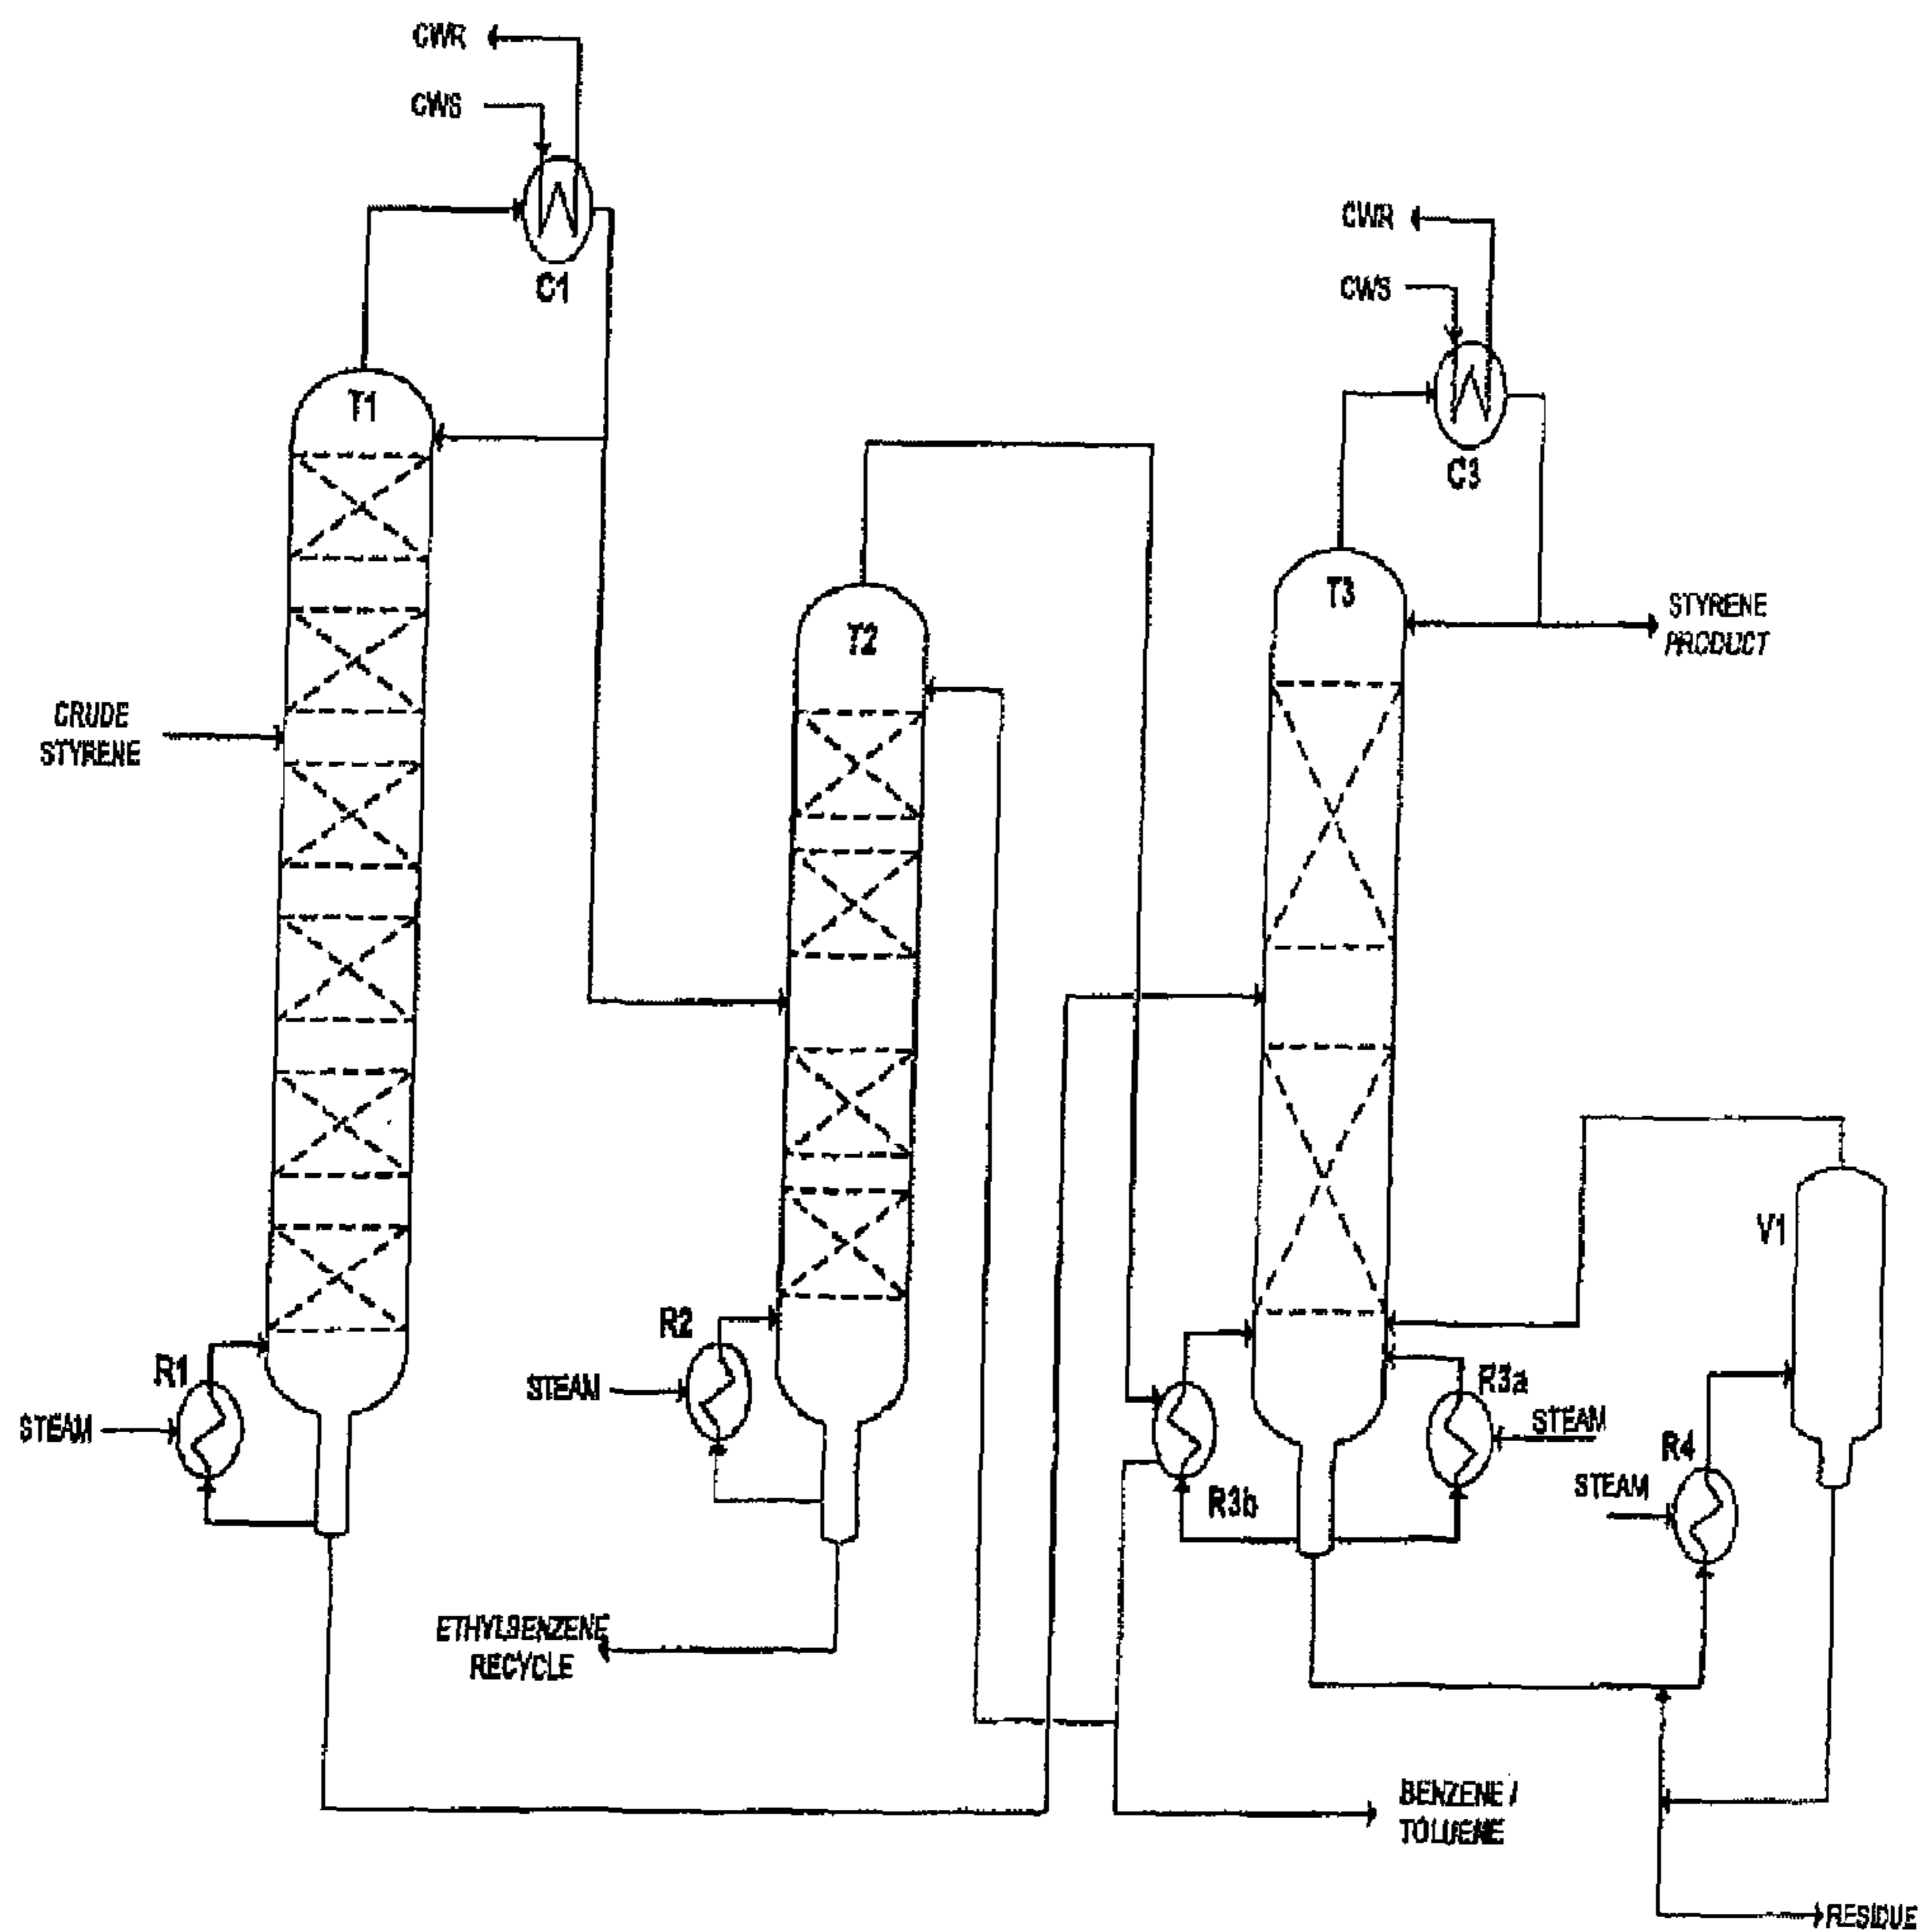 CWR
CWS
C1
CWR
CWS
C3
T1
T2
T3
STYRENE
PRODUCT
CRUDE
STYRENE
V1
R1
STEAM
R2
STEAM
R3a
STEAM
R3b
R4
STEAM
ETHYLBENZENE
RECYCLE
BENZENE /
TOLUENE
RESIDUE